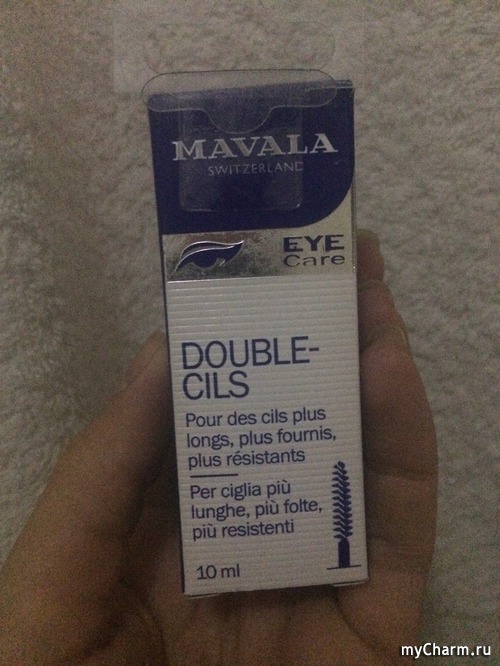 MAVALA
SWITZERLAND
EYE
Care
DOUBLE-
CILS
Pour des cils plus
longs, plus fournis,
plus résistants
Per ciglia più
lunghe, più folte,
più resistenti
10 ml
myCharm.ru